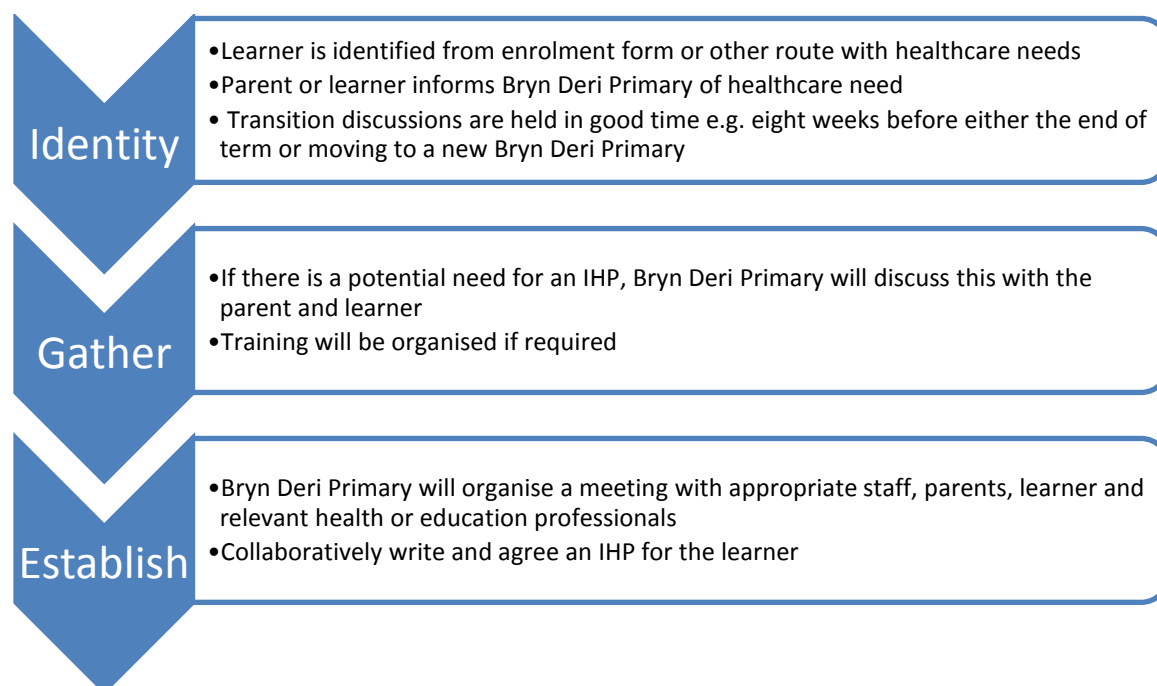 Identity
•Learner is identified from enrolment form or other route with healthcare needs
•Parent or learner informs Bryn Deri Primary of healthcare need
• Transition discussions are held in good time e.g. eight weeks before either the end of
term or moving to a new Bryn Deri Primary
Gather
•If there is a potential need for an IHP, Bryn Deri Primary will discuss this with the
parent and learner
•Training will be organised if required
Establish
•Bryn Deri Primary will organise a meeting with appropriate staff, parents, learner and
relevant health or education professionals
•Collaboratively write and agree an IHP for the learner